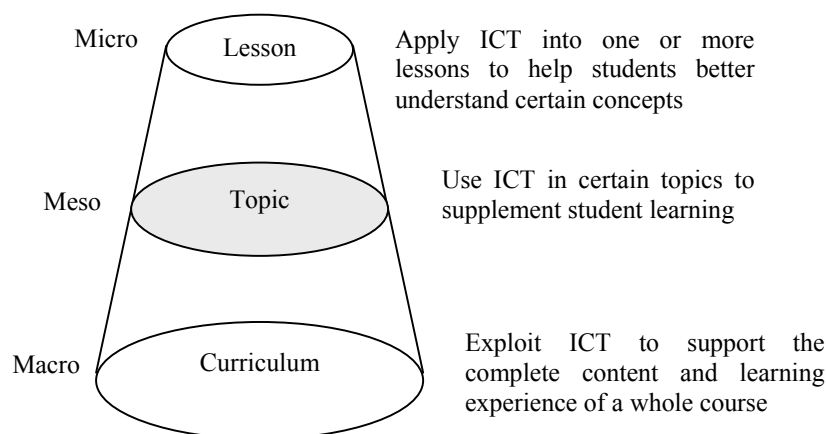 Micro
Lesson
Apply ICT into one or more
lessons to help students better
understand certain concepts
Meso
Topic
Use ICT in certain topics to
supplement student learning
Macro
Curriculum
Exploit ICT to support the
complete content and learning
experience of a whole course